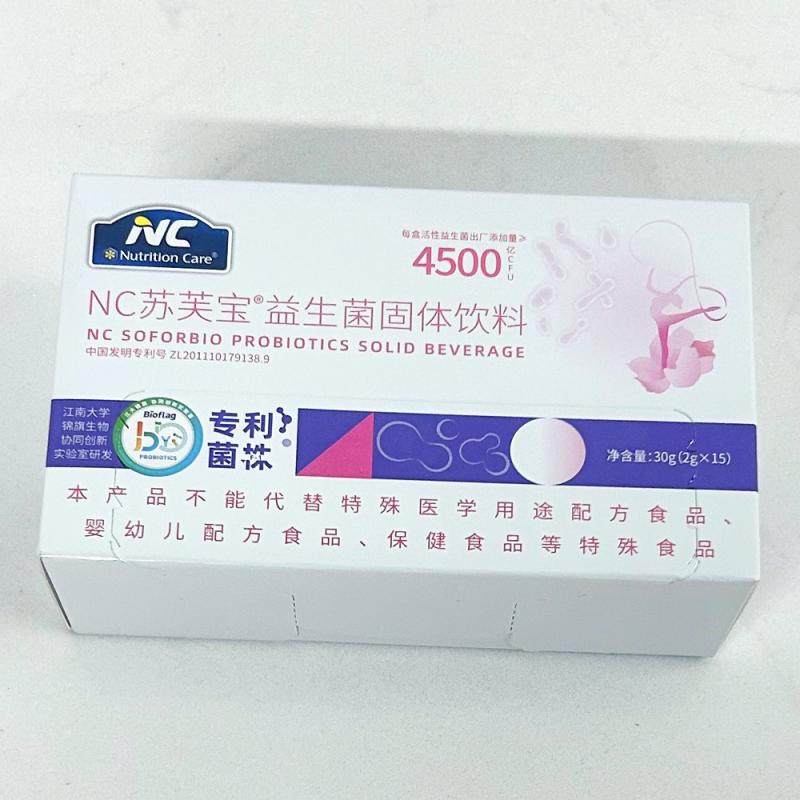 NC
Nutrition Care®
每盒活性益生菌出厂添加量≥
4500亿CFU
NC苏芙宝®益生菌固体饮料
NC SOFORBIO PROBIOTICS SOLID BEVERAGE
中国发明专利号 ZL201110179138.9
江南大学
锦旗生物
协同创新
实验室研发
Bioflag
bio
PROBIOTICS
专利
菌株
净含量:30g(2g×15)
本产品不能代替特殊医学用途配方食品、
婴幼儿配方食品、保健食品等特殊食品